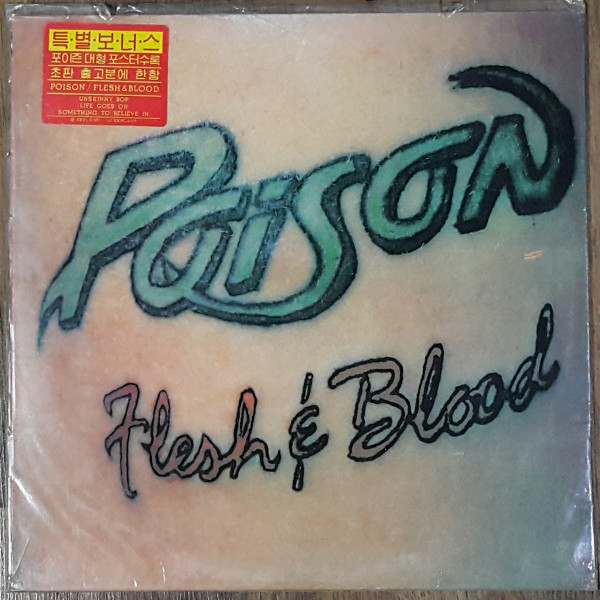 특·별·보·너·스
포이즌 대형 포스터수록
초판 출고분에 한함
POISON / FLESH & BLOOD
UNSKINNY BOP
LIFE GOES ON
SOMETHING TO BELIEVE IN
POISON
Flesh & Blood